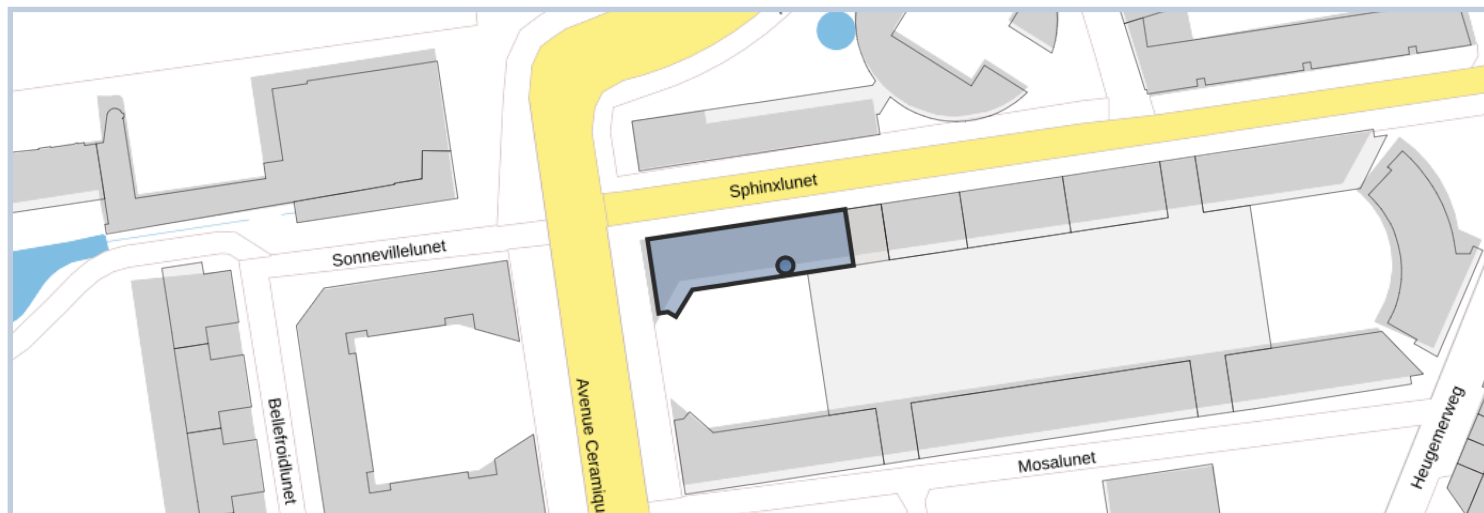 Sphinxlunet
Sonnevillelunet
Bellefroidlunet
Avenue Ceramiqu
Mosalunet
Heugemerweg